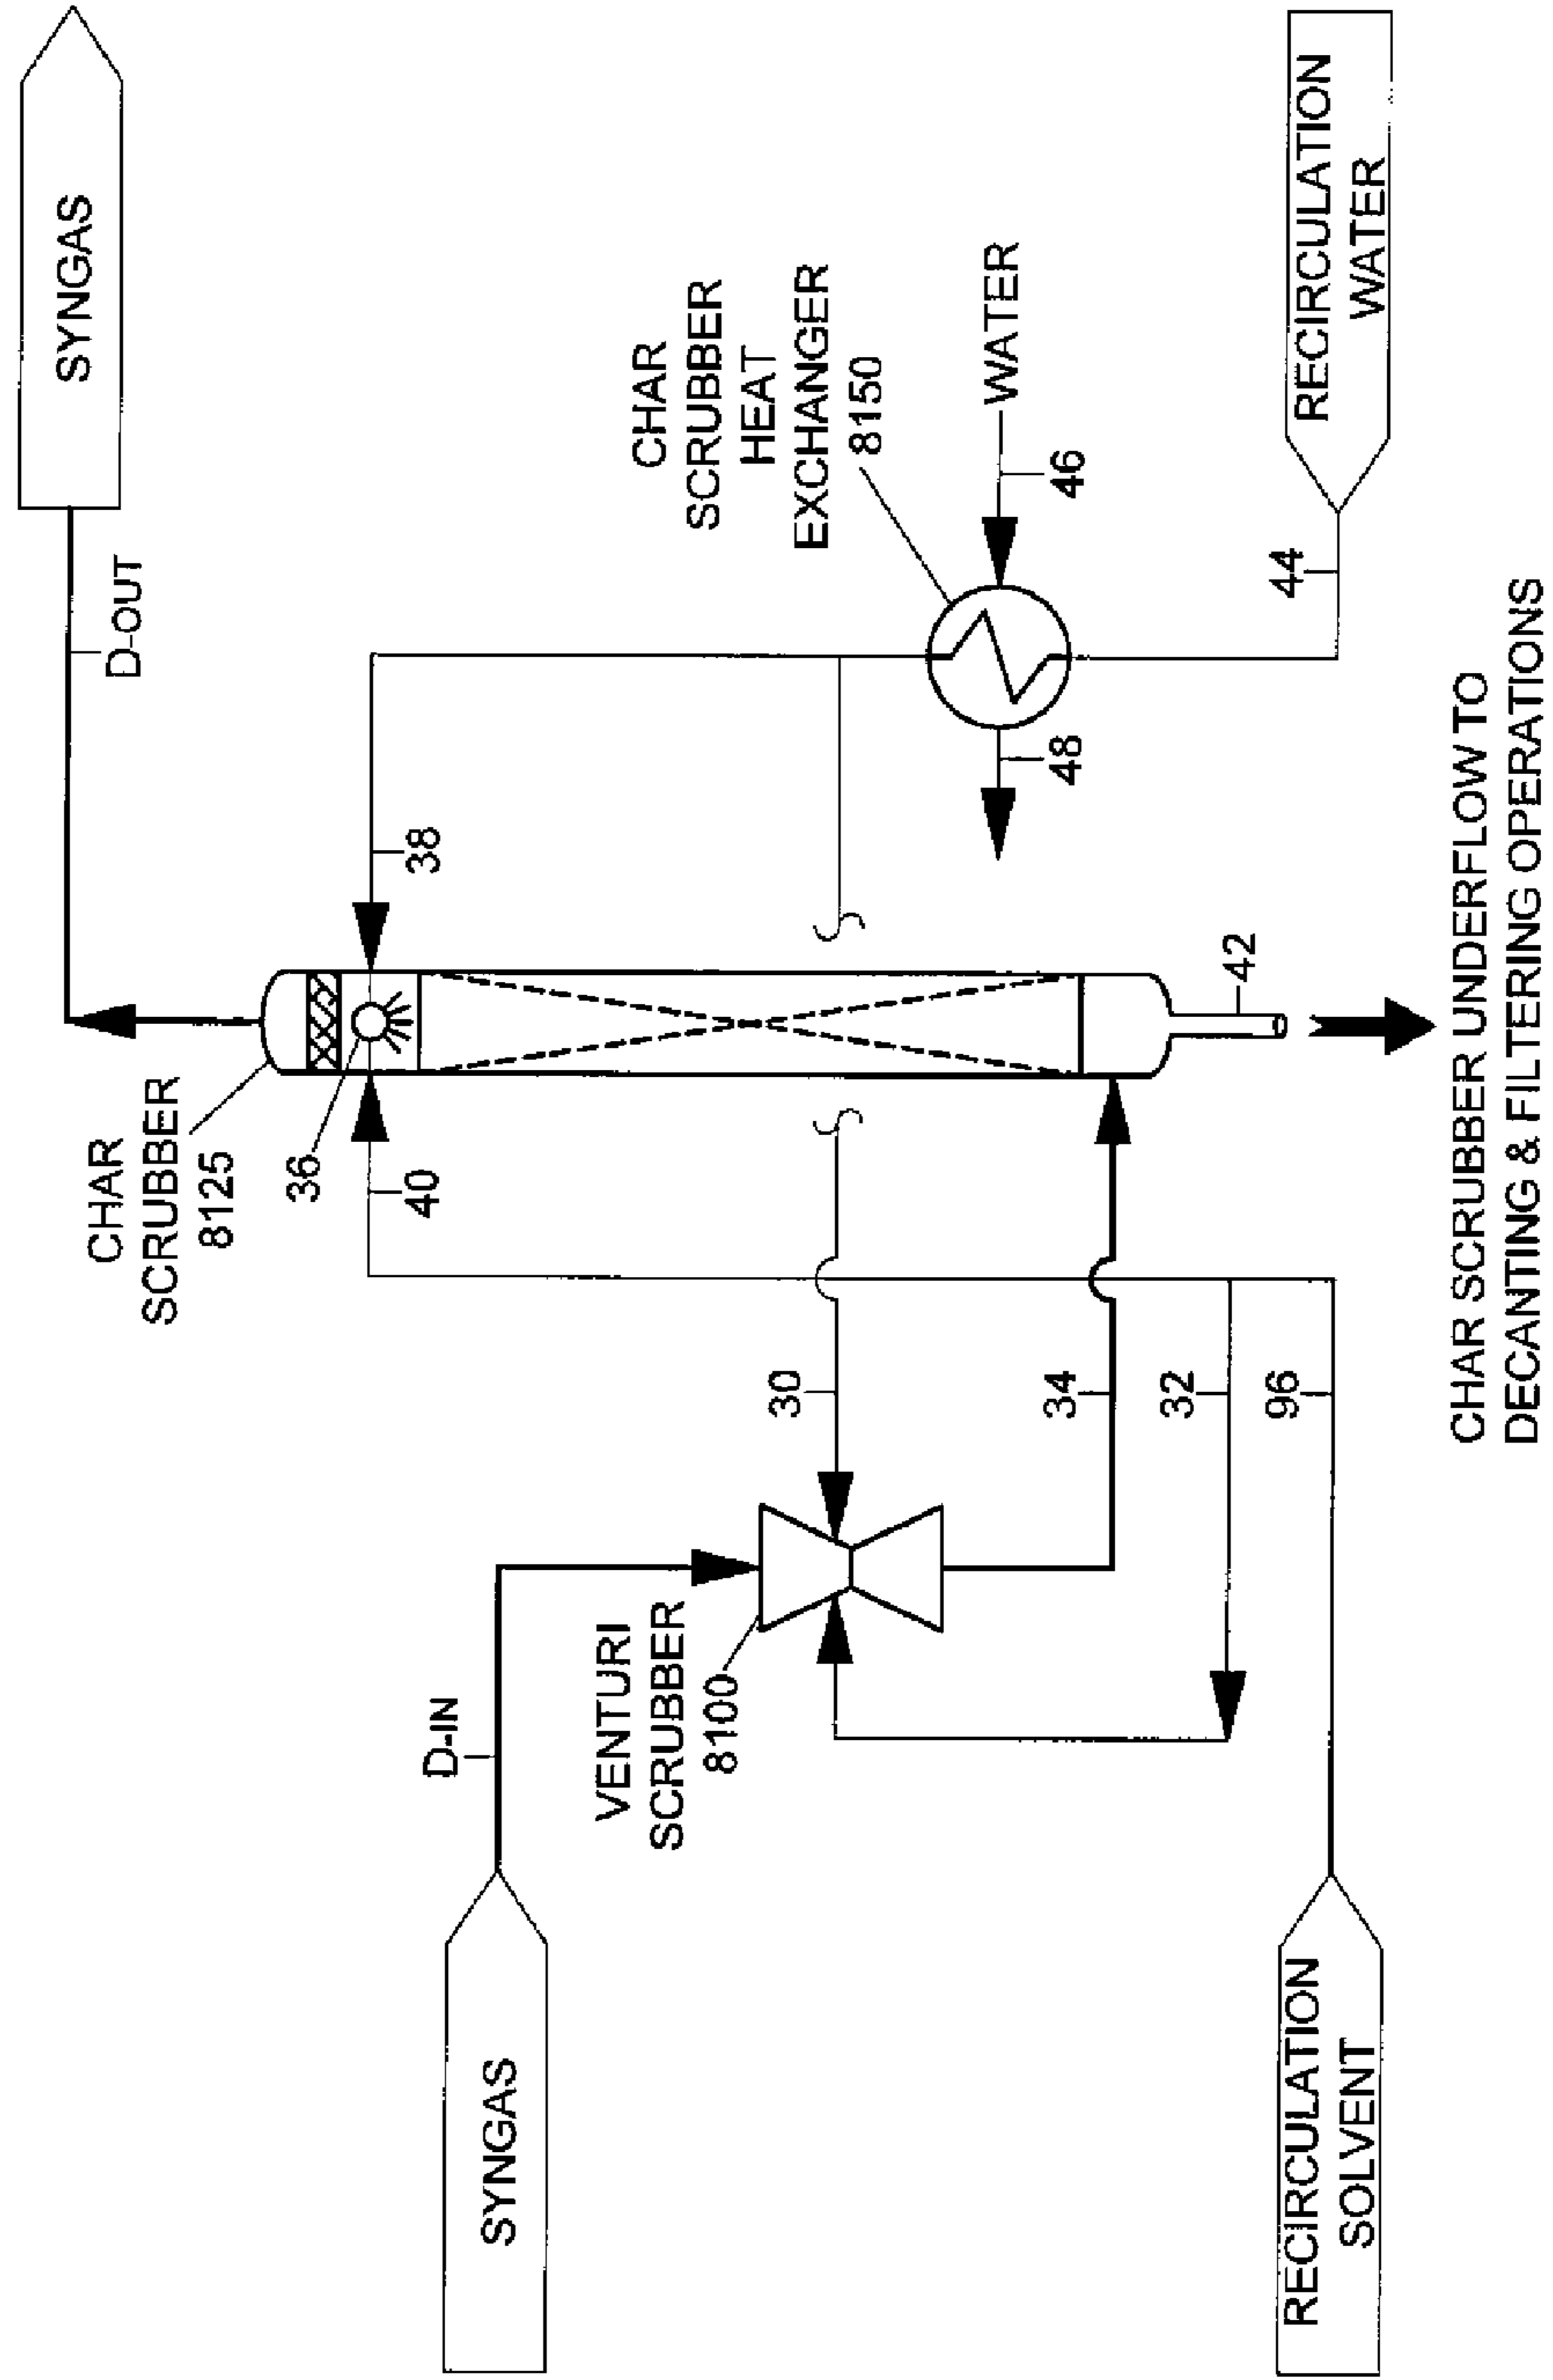 SYNGAS
D-OUT
CHAR
SCRUBBER
8125
36
40
38
CHAR
SCRUBBER
HEAT
EXCHANGER
8150
WATER
46
48
44
RECIRCULATION
WATER
SYNGAS
D-IN
VENTURI
SCRUBBER
8100
30
34
32
96
42
RECIRCULATION
SOLVENT
CHAR SCRUBBER UNDERFLOW TO
DECANTING & FILTERING OPERATIONS